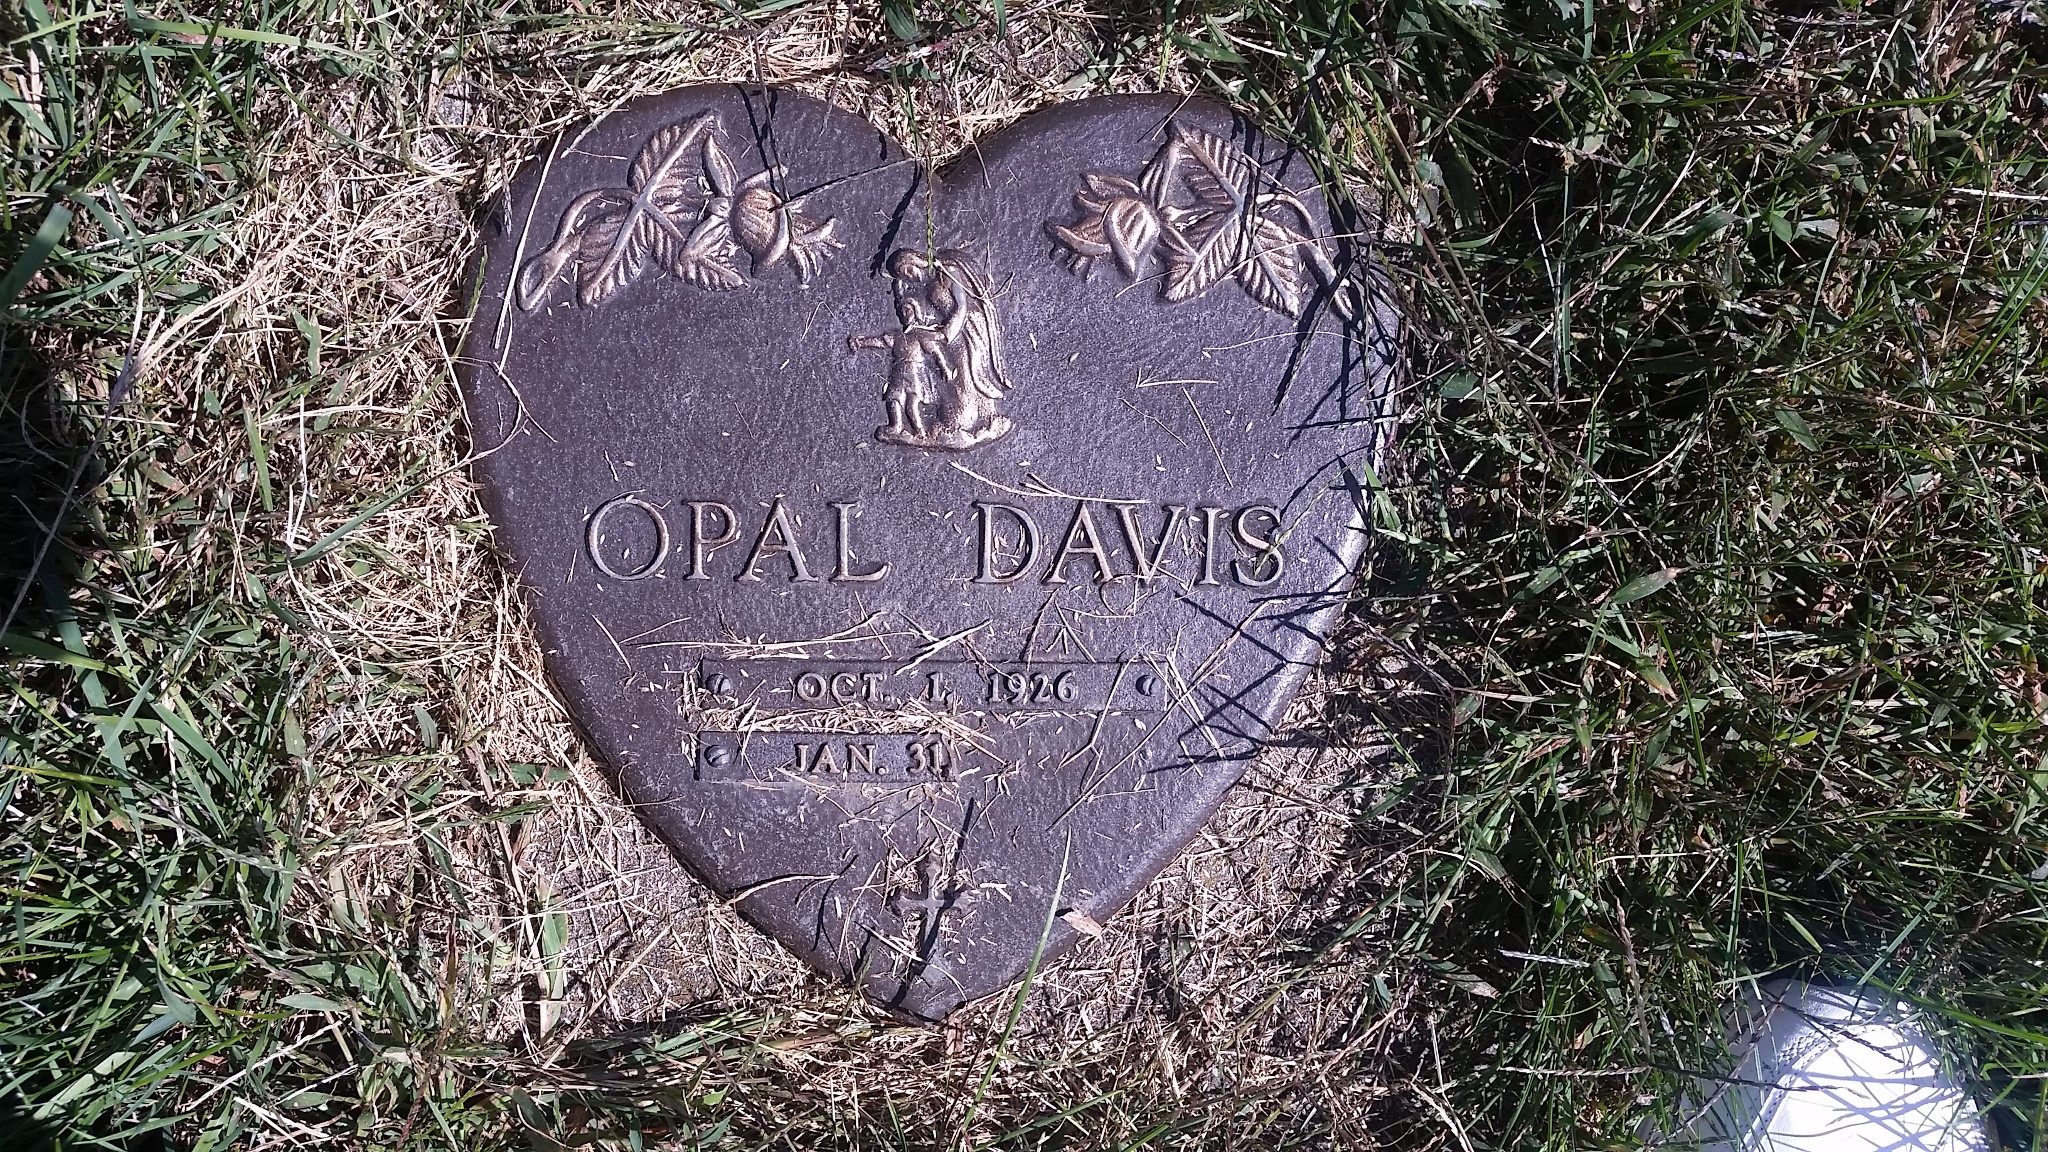 OPAL DAVIS
OCT. 1, 1926
JAN. 31,